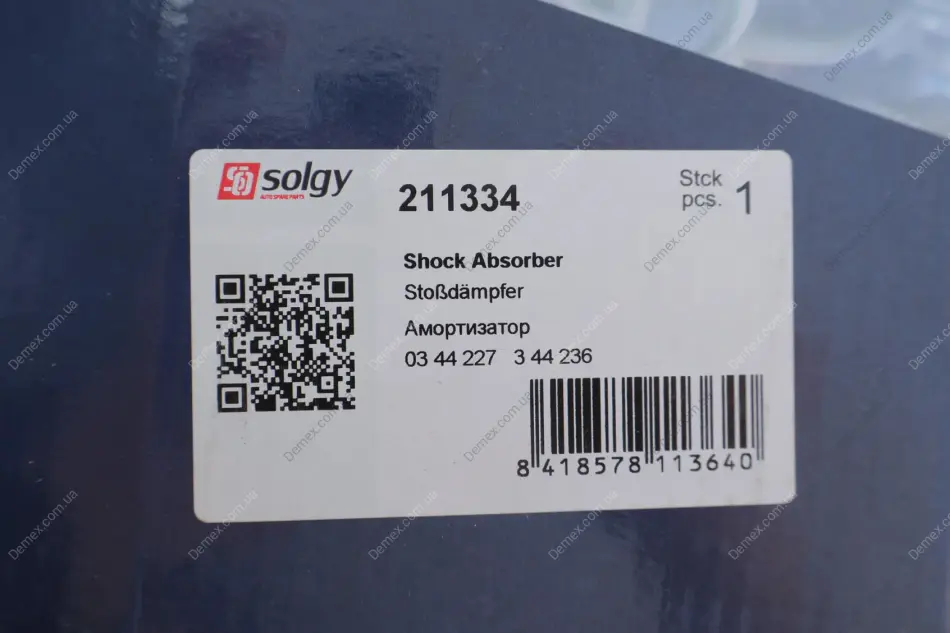 solgy
AUTO SPARE PARTS
211334
Stck
pcs. 1
Shock Absorber
Stoßdämpfer
Амортизатор
03 44 227 3 44 236
8 418578 113640
Demex.com.ua